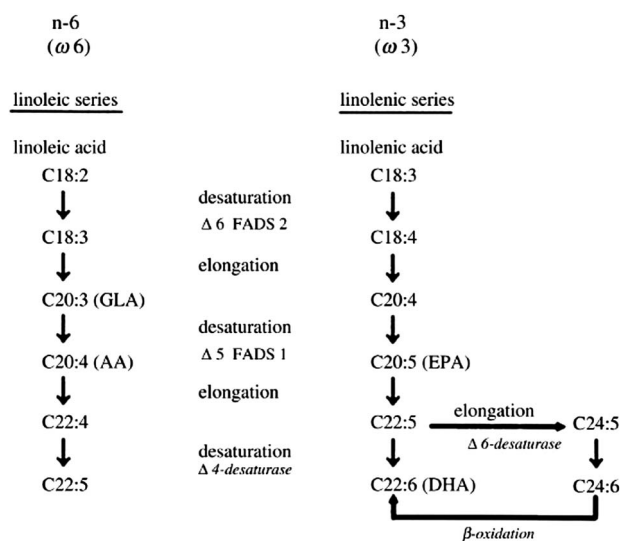 n-6
(ω 6)
n-3
(ω 3)
linoleic series
linolenic series
linoleic acid
linolenic acid
C18:2
C18:3
desaturation
Δ 6 FADS 2
C18:3
C18:4
elongation
C20:3 (GLA)
C20:4
desaturation
Δ 5 FADS 1
C20:4 (AA)
C20:5 (EPA)
elongation
C22:4
C22:5
elongation
C24:5
Δ 6-desaturase
desaturation
Δ 4-desaturase
C22:5
C22:6 (DHA)
C24:6
β-oxidation